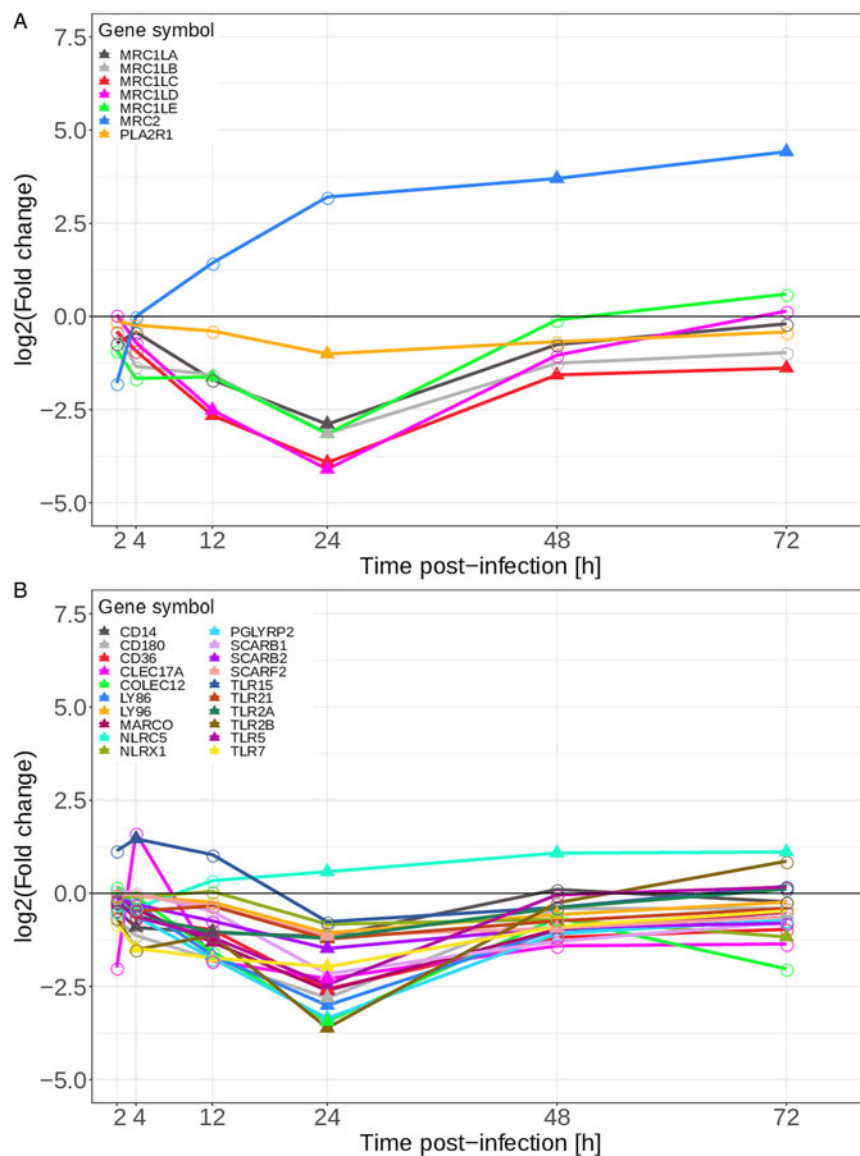 A
Gene symbol
MRC1LA
MRC1LB
MRC1LC
MRC1LD
MRC1LE
MRC2
PLA2R1
log2(Fold change)
7.5
5.0
2.5
0.0
−2.5
−5.0
2 4 12 24 48 72
Time post−infection [h]
B
Gene symbol
CD14 PGLYRP2
CD180 SCARB1
CD36 SCARB2
CLEC17A SCARF2
COLEC12 TLR15
LY86 TLR21
LY96 TLR2A
MARCO TLR2B
NLRC5 TLR5
NLRX1 TLR7
log2(Fold change)
7.5
5.0
2.5
0.0
−2.5
−5.0
2 4 12 24 48 72
Time post−infection [h]